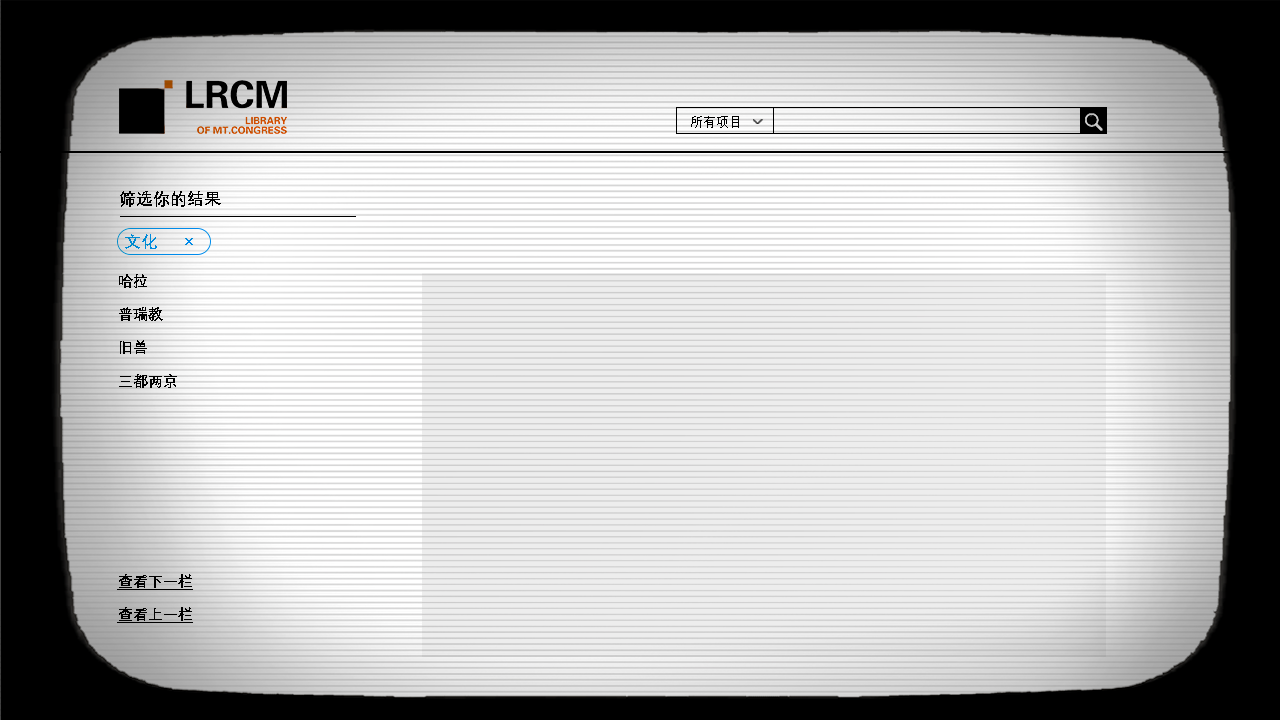 LRCM
LIBRARY
OF MT.CONGRESS
所有项目
筛选你的结果
文化 ×
哈拉
普瑞教
旧兽
三都两京
查看下一栏
查看上一栏